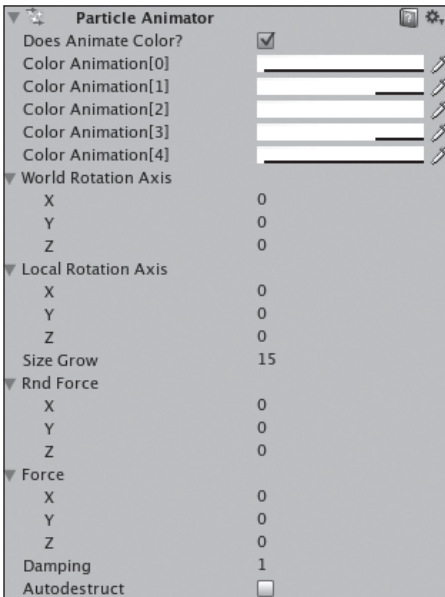 Particle Animator
Does Animate Color?
Color Animation[0]
Color Animation[1]
Color Animation[2]
Color Animation[3]
Color Animation[4]
World Rotation Axis
X 0
Y 0
Z 0
Local Rotation Axis
X 0
Y 0
Z 0
Size Grow 15
Rnd Force
X 0
Y 0
Z 0
Force
X 0
Y 0
Z 0
Damping 1
Autodestruct